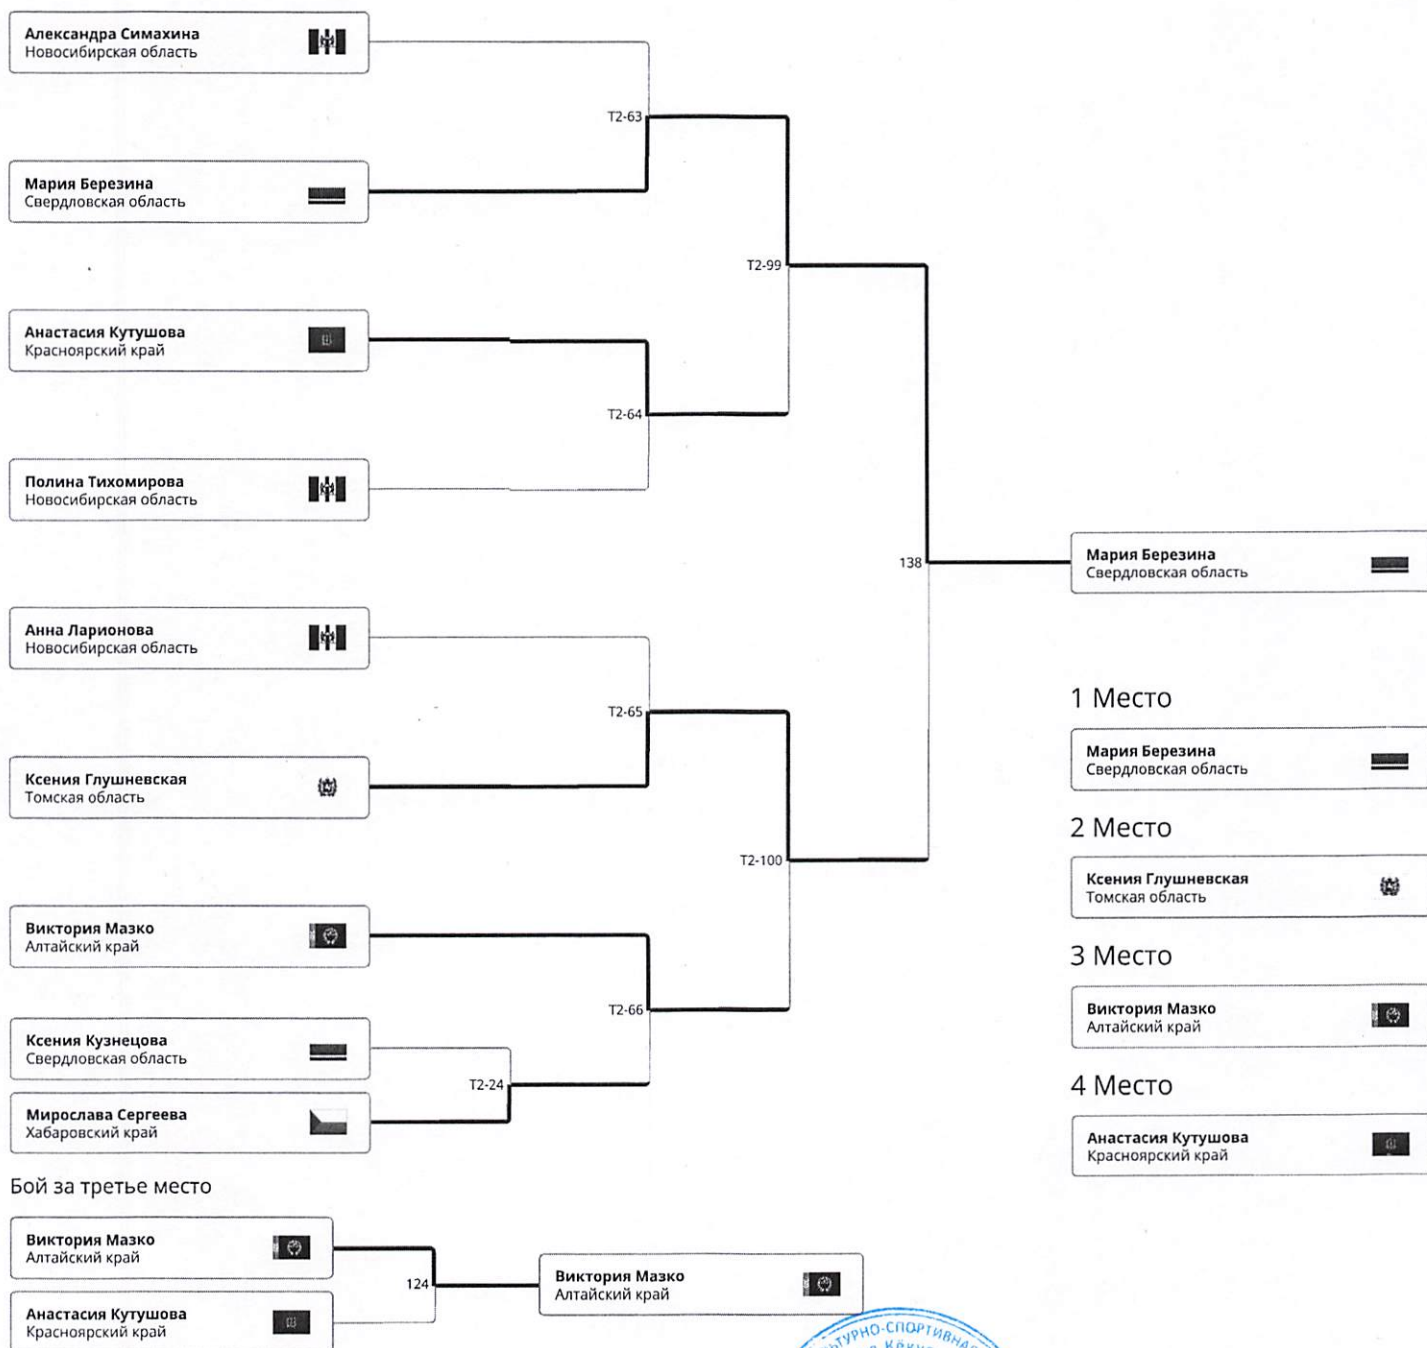 Александра Симахина
Новосибирская область
T2-63
Мария Березина
Свердловская область
T2-99
Анастасия Кутушова
Красноярский край
T2-64
Полина Тихомирова
Новосибирская область
138
Мария Березина
Свердловская область
Анна Ларионова
Новосибирская область
T2-65
Ксения Глушневская
Томская область
T2-100
Виктория Мазко
Алтайский край
T2-66
Ксения Кузнецова
Свердловская область
T2-24
Мирослава Сергеева
Хабаровский край
1 Место
Мария Березина
Свердловская область
2 Место
Ксения Глушневская
Томская область
3 Место
Виктория Мазко
Алтайский край
4 Место
Анастасия Кутушова
Красноярский край
Бой за третье место
Виктория Мазко
Алтайский край
124
Анастасия Кутушова
Красноярский край
Виктория Мазко
Алтайский край